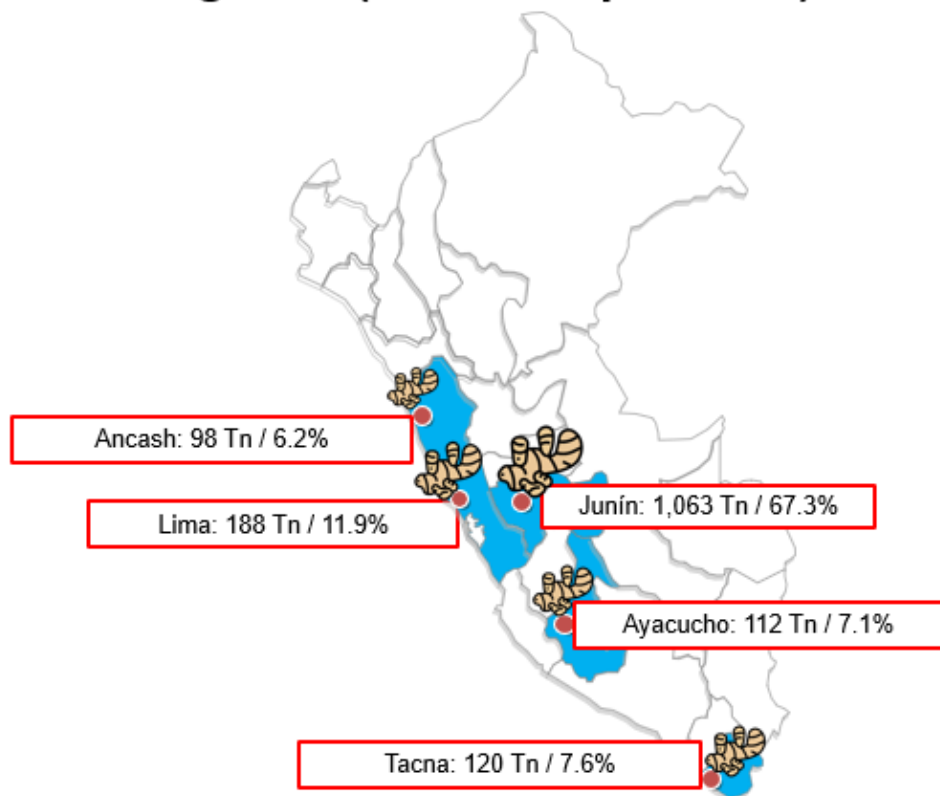 Ancash: 98 Tn / 6.2%
Lima: 188 Tn / 11.9%
Junín: 1,063 Tn / 67.3%
Ayacucho: 112 Tn / 7.1%
Tacna: 120 Tn / 7.6%